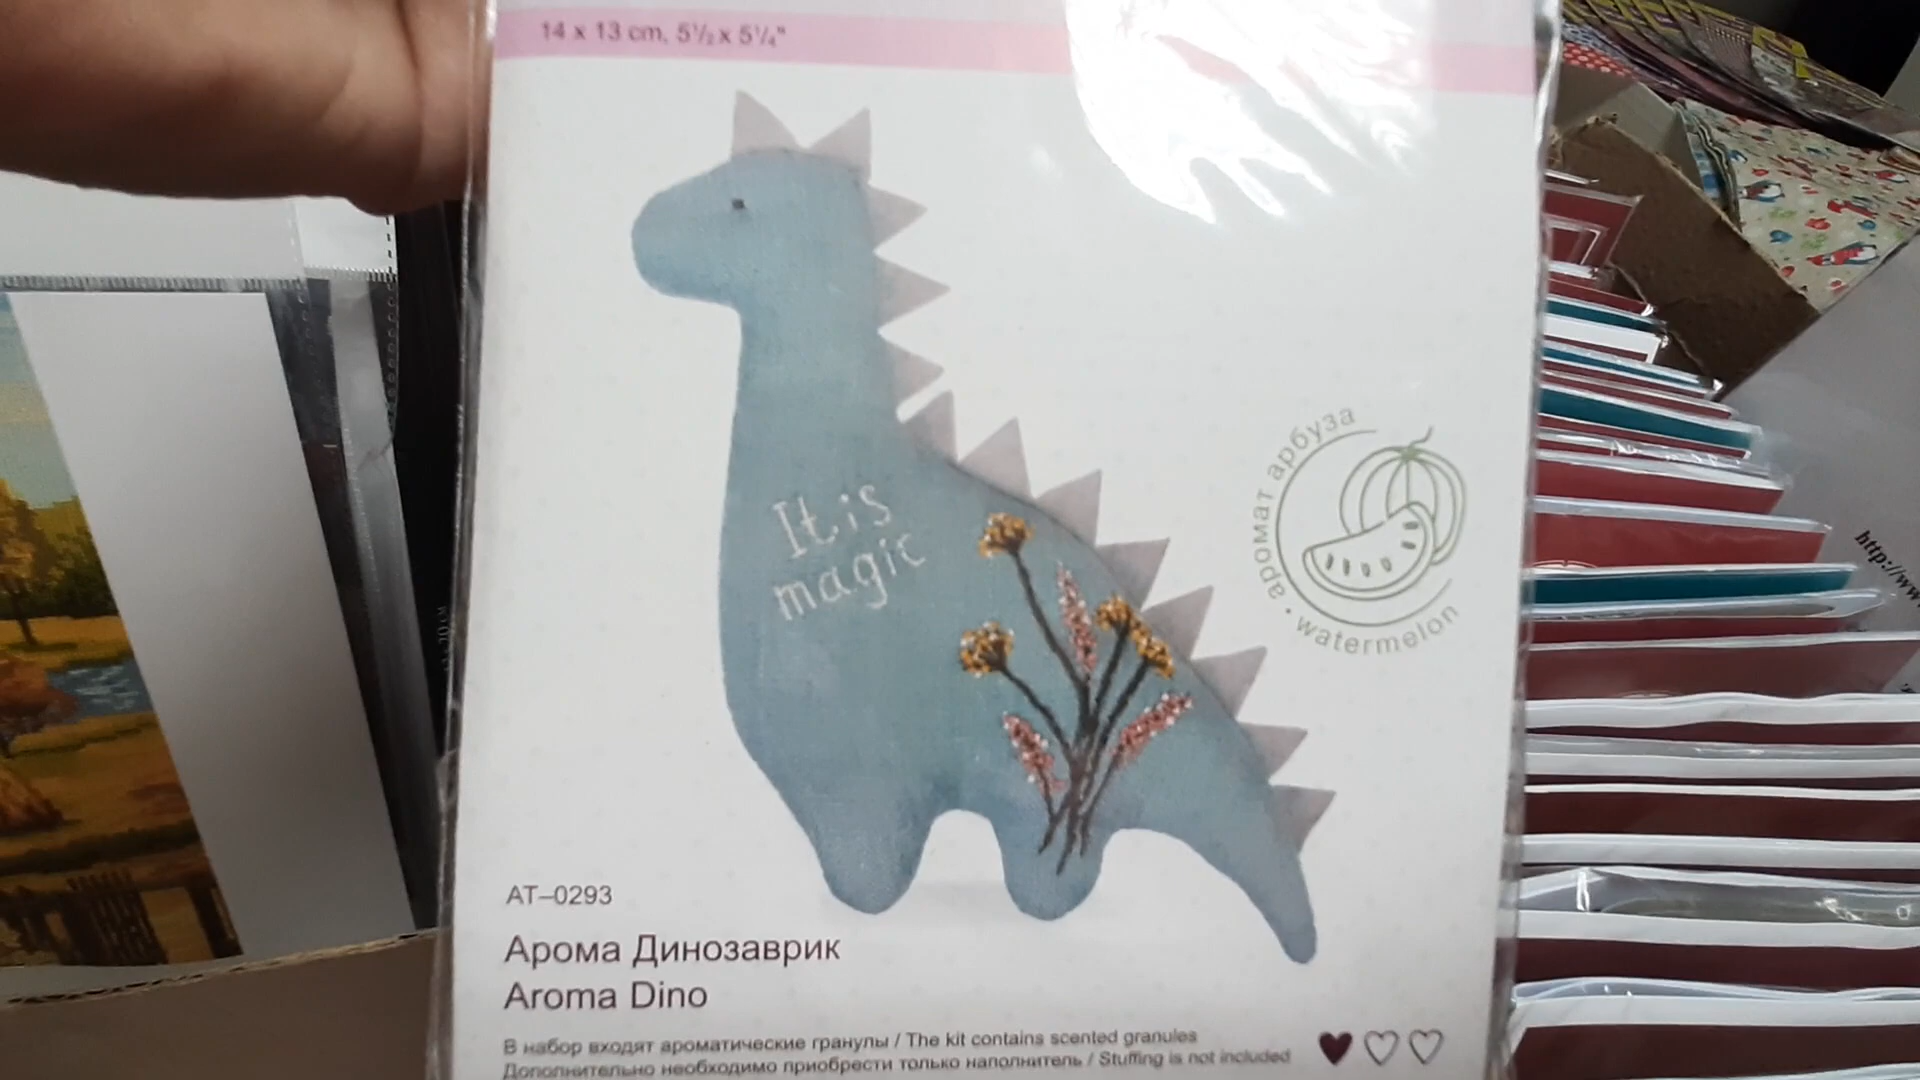 14 x 13 cm, 5½ x 5¼"
It is
magic
аромат арбуза
watermelon
АТ–0293
Арома Динозаврик
Aroma Dino
В набор входят ароматические гранулы / The kit contains scented granules
Дополнительно необходимо приобрести только наполнитель / Stuffing is not included